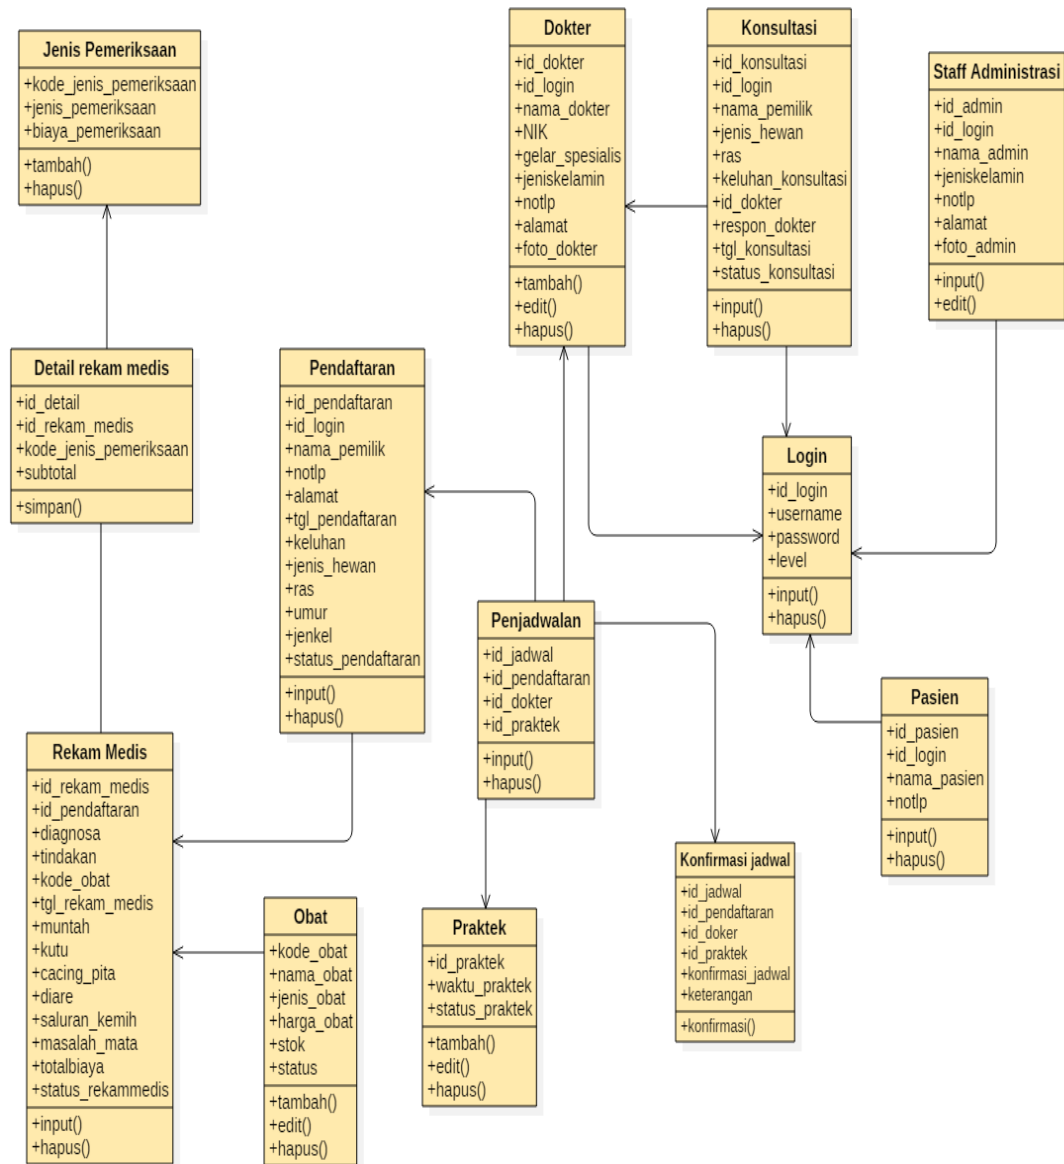 Jenis Pemeriksaan
+kode_jenis_pemeriksaan
+jenis_pemeriksaan
+biaya_pemeriksaan
+tambah()
+hapus()
Dokter
+id_dokter
+id_login
+nama_dokter
+NIK
+gelar_spesialis
+jeniskelamin
+notlp
+alamat
+foto_dokter
+tambah()
+edit()
+hapus()
Konsultasi
+id_konsultasi
+id_login
+nama_pemilik
+jenis_hewan
+ras
+keluhan_konsultasi
+id_dokter
+respon_dokter
+tgl_konsultasi
+status_konsultasi
+input()
+hapus()
Staff Administrasi
+id_admin
+id_login
+nama_admin
+jeniskelamin
+notlp
+alamat
+foto_admin
+input()
+edit()
Detail rekam medis
+id_detail
+id_rekam_medis
+kode_jenis_pemeriksaan
+subtotal
+simpan()
Pendaftaran
+id_pendaftaran
+id_login
+nama_pemilik
+notlp
+alamat
+tgl_pendaftaran
+keluhan
+jenis_hewan
+ras
+umur
+jenkel
+status_pendaftaran
+input()
+hapus()
Login
+id_login
+username
+password
+level
+input()
+hapus()
Penjadwalan
+id_jadwal
+id_pendaftaran
+id_dokter
+id_praktek
+input()
+hapus()
Pasien
+id_pasien
+id_login
+nama_pasien
+notlp
+input()
+hapus()
Rekam Medis
+id_rekam_medis
+id_pendaftaran
+diagnosa
+tindakan
+kode_obat
+tgl_rekam_medis
+muntah
+kutu
+cacing_pita
+diare
+saluran_kemih
+masalah_mata
+totalbiaya
+status_rekammedis
+input()
+hapus()
Obat
+kode_obat
+nama_obat
+jenis_obat
+harga_obat
+stok
+status
+tambah()
+edit()
+hapus()
Praktek
+id_praktek
+waktu_praktek
+status_praktek
+tambah()
+edit()
+hapus()
Konfirmasi jadwal
+id_jadwal
+id_pendaftaran
+id_doker
+id_praktek
+konfirmasi_jadwal
+keterangan
+konfirmasi()